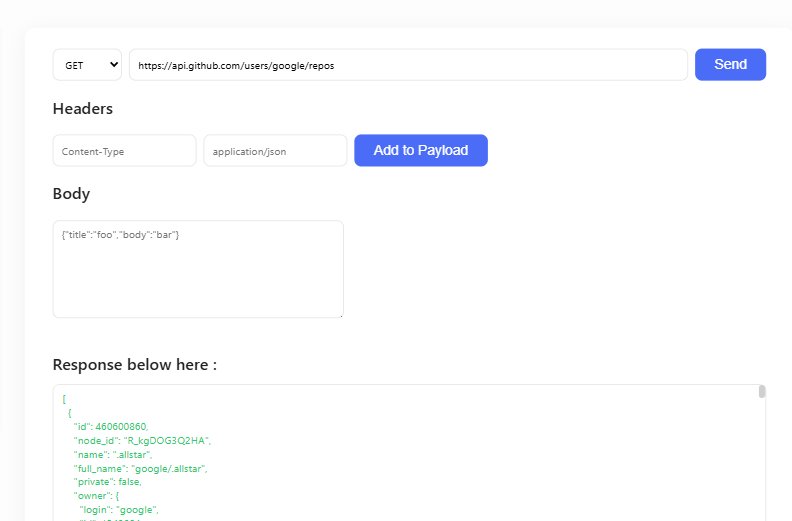 GET https://api.github.com/users/google/repos Send
Headers
Content-Type application/json Add to Payload
Body
{"title":"foo","body":"bar"}
Response below here :
[
{
"id": 460600860,
"node_id": "R_kgDOG3Q2HA",
"name": ".allstar",
"full_name": "google/.allstar",
"private": false,
"owner": {
"login": "google",